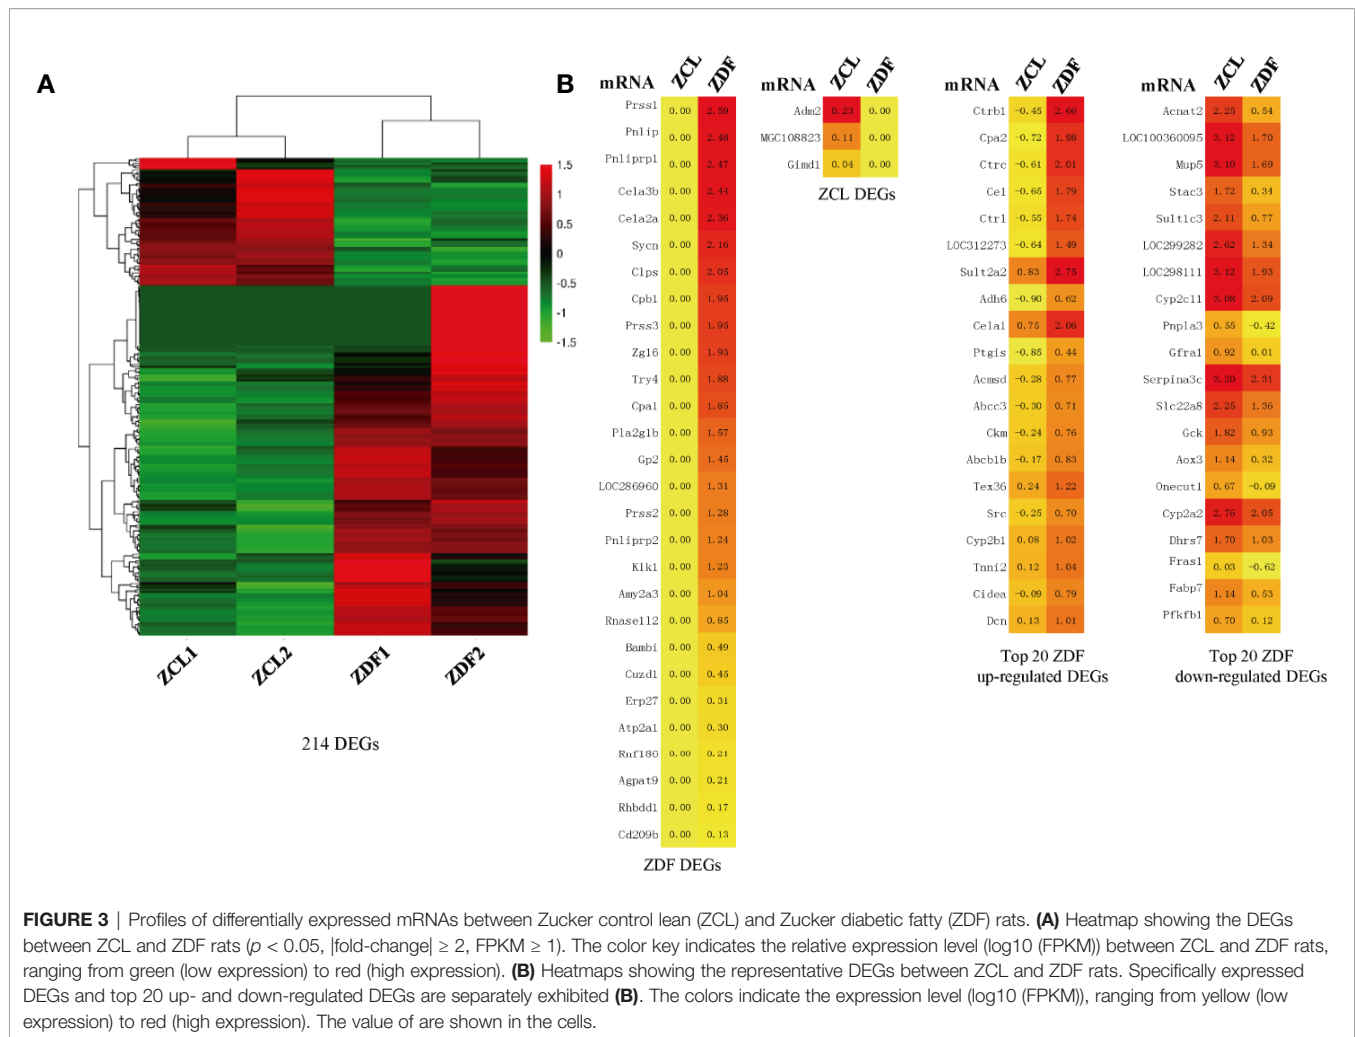 A
1.5
1
0.5
0
-0.5
-1
-1.5
ZCL1 ZCL2 ZDF1 ZDF2
214 DEGs
B
mRNA ZCL ZDF
Prss1 0.00 2.59
Pnlip 0.00 2.48
Pnliprp1 0.00 2.47
Cela3b 0.00 2.44
Cela2a 0.00 2.36
Sycn 0.00 2.16
Clps 0.00 2.05
Cpb1 0.00 1.95
Prss3 0.00 1.95
Zg16 0.00 1.93
Try4 0.00 1.88
Cpa1 0.00 1.85
Pla2g1b 0.00 1.57
Gp2 0.00 1.45
LOC286960 0.00 1.31
Prss2 0.00 1.28
Pnliprp2 0.00 1.24
Klk1 0.00 1.23
Amy2a3 0.00 1.04
Rnase1l2 0.00 0.85
Bambi 0.00 0.49
Cuzd1 0.00 0.45
Erp27 0.00 0.31
Atp2a1 0.00 0.30
Rnf186 0.00 0.21
Agpat9 0.00 0.21
Rhbdd1 0.00 0.17
Cd209b 0.00 0.13
ZDF DEGs
mRNA ZCL ZDF
Adm2 0.23 0.00
MGC108823 0.11 0.00
Gimd1 0.04 0.00
ZCL DEGs
mRNA ZCL ZDF
Ctrb1 -0.45 2.66
Cpa2 -0.72 1.98
Ctrc -0.61 2.01
Cel -0.65 1.79
Ctrl -0.55 1.74
LOC312273 -0.64 1.49
Sult2a2 0.83 2.75
Adh6 -0.90 0.62
Cela1 0.75 2.06
Ptgis -0.85 0.44
Acmsd -0.28 0.77
Abcc3 -0.30 0.71
Ckm -0.24 0.76
Abcb1b -0.17 0.83
Tex36 0.24 1.22
Src -0.25 0.70
Cyp2b1 0.08 1.02
Tnni2 0.12 1.04
Cidea -0.09 0.79
Dcn 0.13 1.01
Top 20 ZDF
up-regulated DEGs
mRNA ZCL ZDF
Acnat2 2.25 0.54
LOC100360095 3.12 1.70
Mup5 3.10 1.69
Stac3 1.72 0.34
Sult1c3 2.11 0.77
LOC299282 2.62 1.34
LOC298111 3.12 1.93
Cyp2c11 3.08 2.09
Pnpla3 0.55 -0.42
Gfra1 0.92 0.01
Serpina3c 3.20 2.31
Slc22a8 2.25 1.36
Gck 1.82 0.93
Aox3 1.14 0.32
Onecut1 0.67 -0.09
Cyp2a2 2.76 2.05
Dhrs7 1.70 1.03
Fras1 0.03 -0.62
Fabp7 1.14 0.53
Pfkfb1 0.70 0.12
Top 20 ZDF
down-regulated DEGs
FIGURE 3 | Profiles of differentially expressed mRNAs between Zucker control lean (ZCL) and Zucker diabetic fatty (ZDF) rats. (A) Heatmap showing the DEGs
between ZCL and ZDF rats (p < 0.05, |fold-change| ≥ 2, FPKM ≥ 1). The color key indicates the relative expression level (log10 (FPKM)) between ZCL and ZDF rats,
ranging from green (low expression) to red (high expression). (B) Heatmaps showing the representative DEGs between ZCL and ZDF rats. Specifically expressed
DEGs and top 20 up- and down-regulated DEGs are separately exhibited (B). The colors indicate the expression level (log10 (FPKM)), ranging from yellow (low
expression) to red (high expression). The value of are shown in the cells.